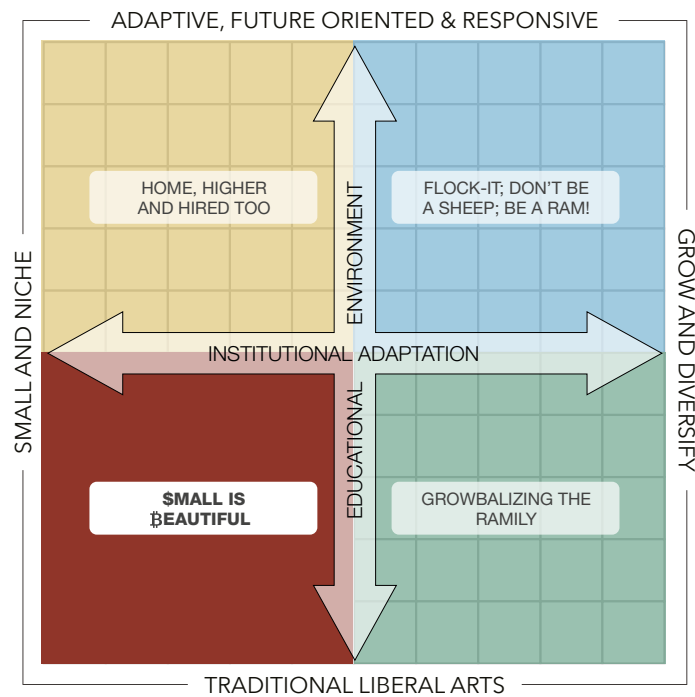 ADAPTIVE, FUTURE ORIENTED & RESPONSIVE
HOME, HIGHER
AND HIRED TOO
FLOCK-IT; DON'T BE
A SHEEP; BE A RAM!
SMALL AND NICHE
ENVIRONMENT
GROW AND DIVERSIFY
INSTITUTIONAL ADAPTATION
EDUCATIONAL
$MALL IS
₿EAUTIFUL
GROWBALIZING THE
RAMILY
TRADITIONAL LIBERAL ARTS